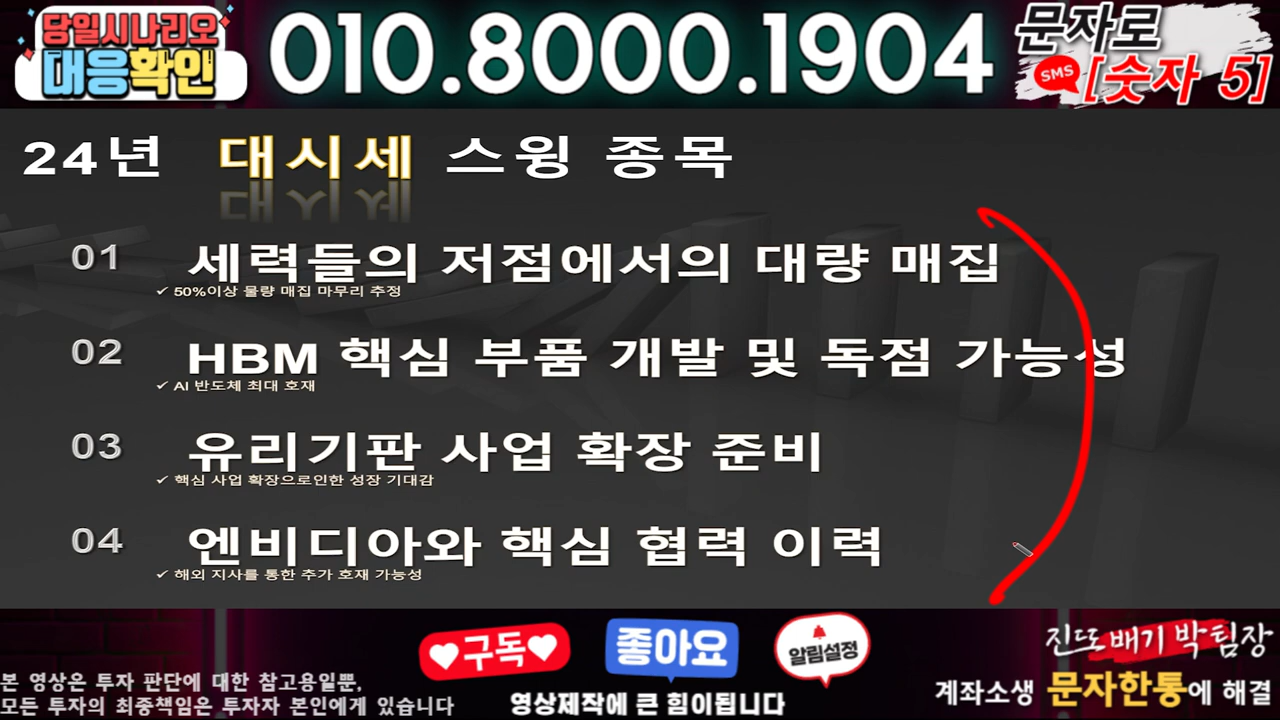 당일시나리오
대응확인
010.8000.1904
문자로
SMS [숫자 5]
24년 대시세 스윙 종목
01 세력들의 저점에서의 대량 매집
✓ 50%이상 물량 매집 마무리 추정
02 HBM 핵심 부품 개발 및 독점 가능성
✓ AI 반도체 최대 호재
03 유리기판 사업 확장 준비
✓ 핵심 사업 확장으로인한 성장 기대감
04 엔비디아와 핵심 협력 이력
✓ 해외 지사를 통한 추가 호재 가능성
구독 좋아요 알림설정
영상제작에 큰 힘이됩니다
본 영상은 투자 판단에 대한 참고용일뿐,
모든 투자의 최종책임은 투자자 본인에게 있습니다
진또배기 박팀장
계좌소생 문자한통에 해결